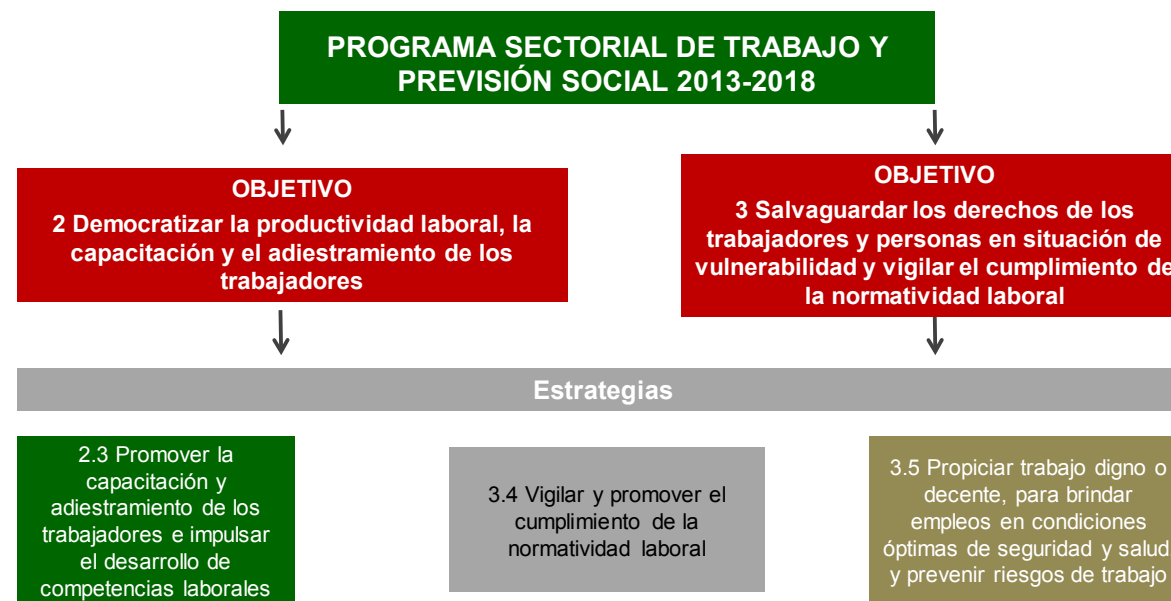 PROGRAMA SECTORIAL DE TRABAJO Y
PREVISIÓN SOCIAL 2013-2018
OBJETIVO
2 Democratizar la productividad laboral, la
capacitación y el adiestramiento de los
trabajadores
OBJETIVO
3 Salvaguardar los derechos de los
trabajadores y personas en situación de
vulnerabilidad y vigilar el cumplimiento de
la normatividad laboral
Estrategias
2.3 Promover la
capacitación y
adiestramiento de los
trabajadores e impulsar
el desarrollo de
competencias laborales
3.4 Vigilar y promover el
cumplimiento de la
normatividad laboral
3.5 Propiciar trabajo digno o
decente, para brindar
empleos en condiciones
óptimas de seguridad y salud
y prevenir riesgos de trabajo